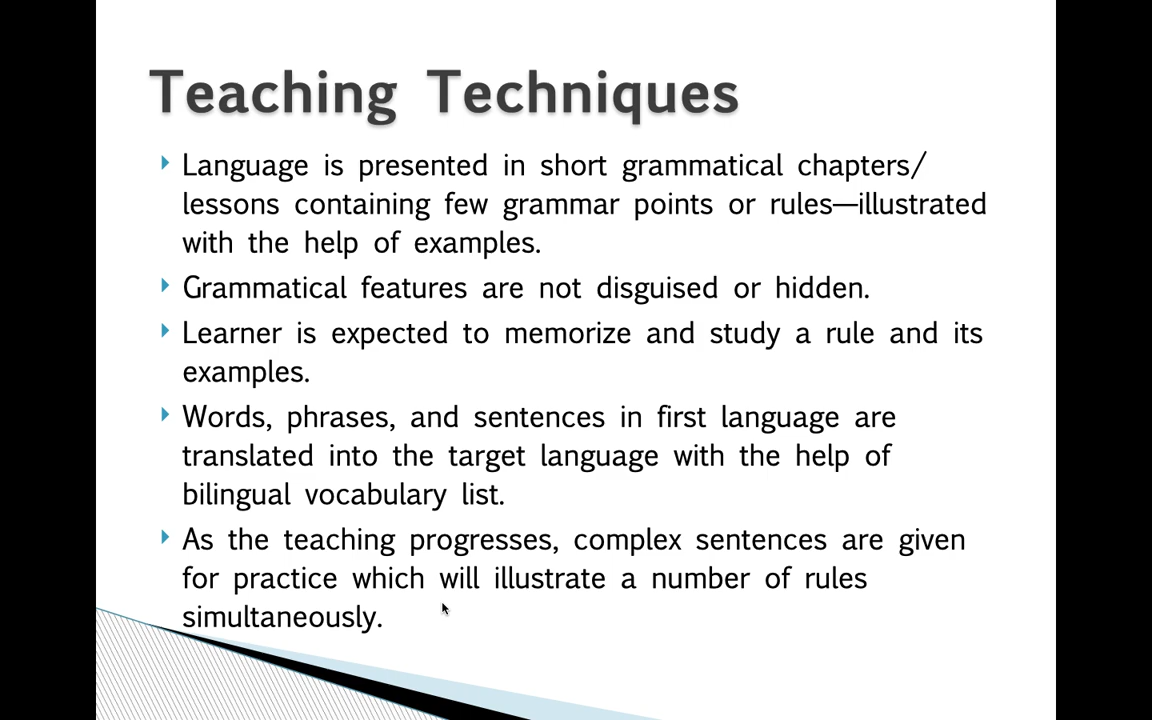 Teaching Techniques
Language is presented in short grammatical chapters/
lessons containing few grammar points or rules—illustrated
with the help of examples.
Grammatical features are not disguised or hidden.
Learner is expected to memorize and study a rule and its
examples.
Words, phrases, and sentences in first language are
translated into the target language with the help of
bilingual vocabulary list.
As the teaching progresses, complex sentences are given
for practice which will illustrate a number of rules
simultaneously.